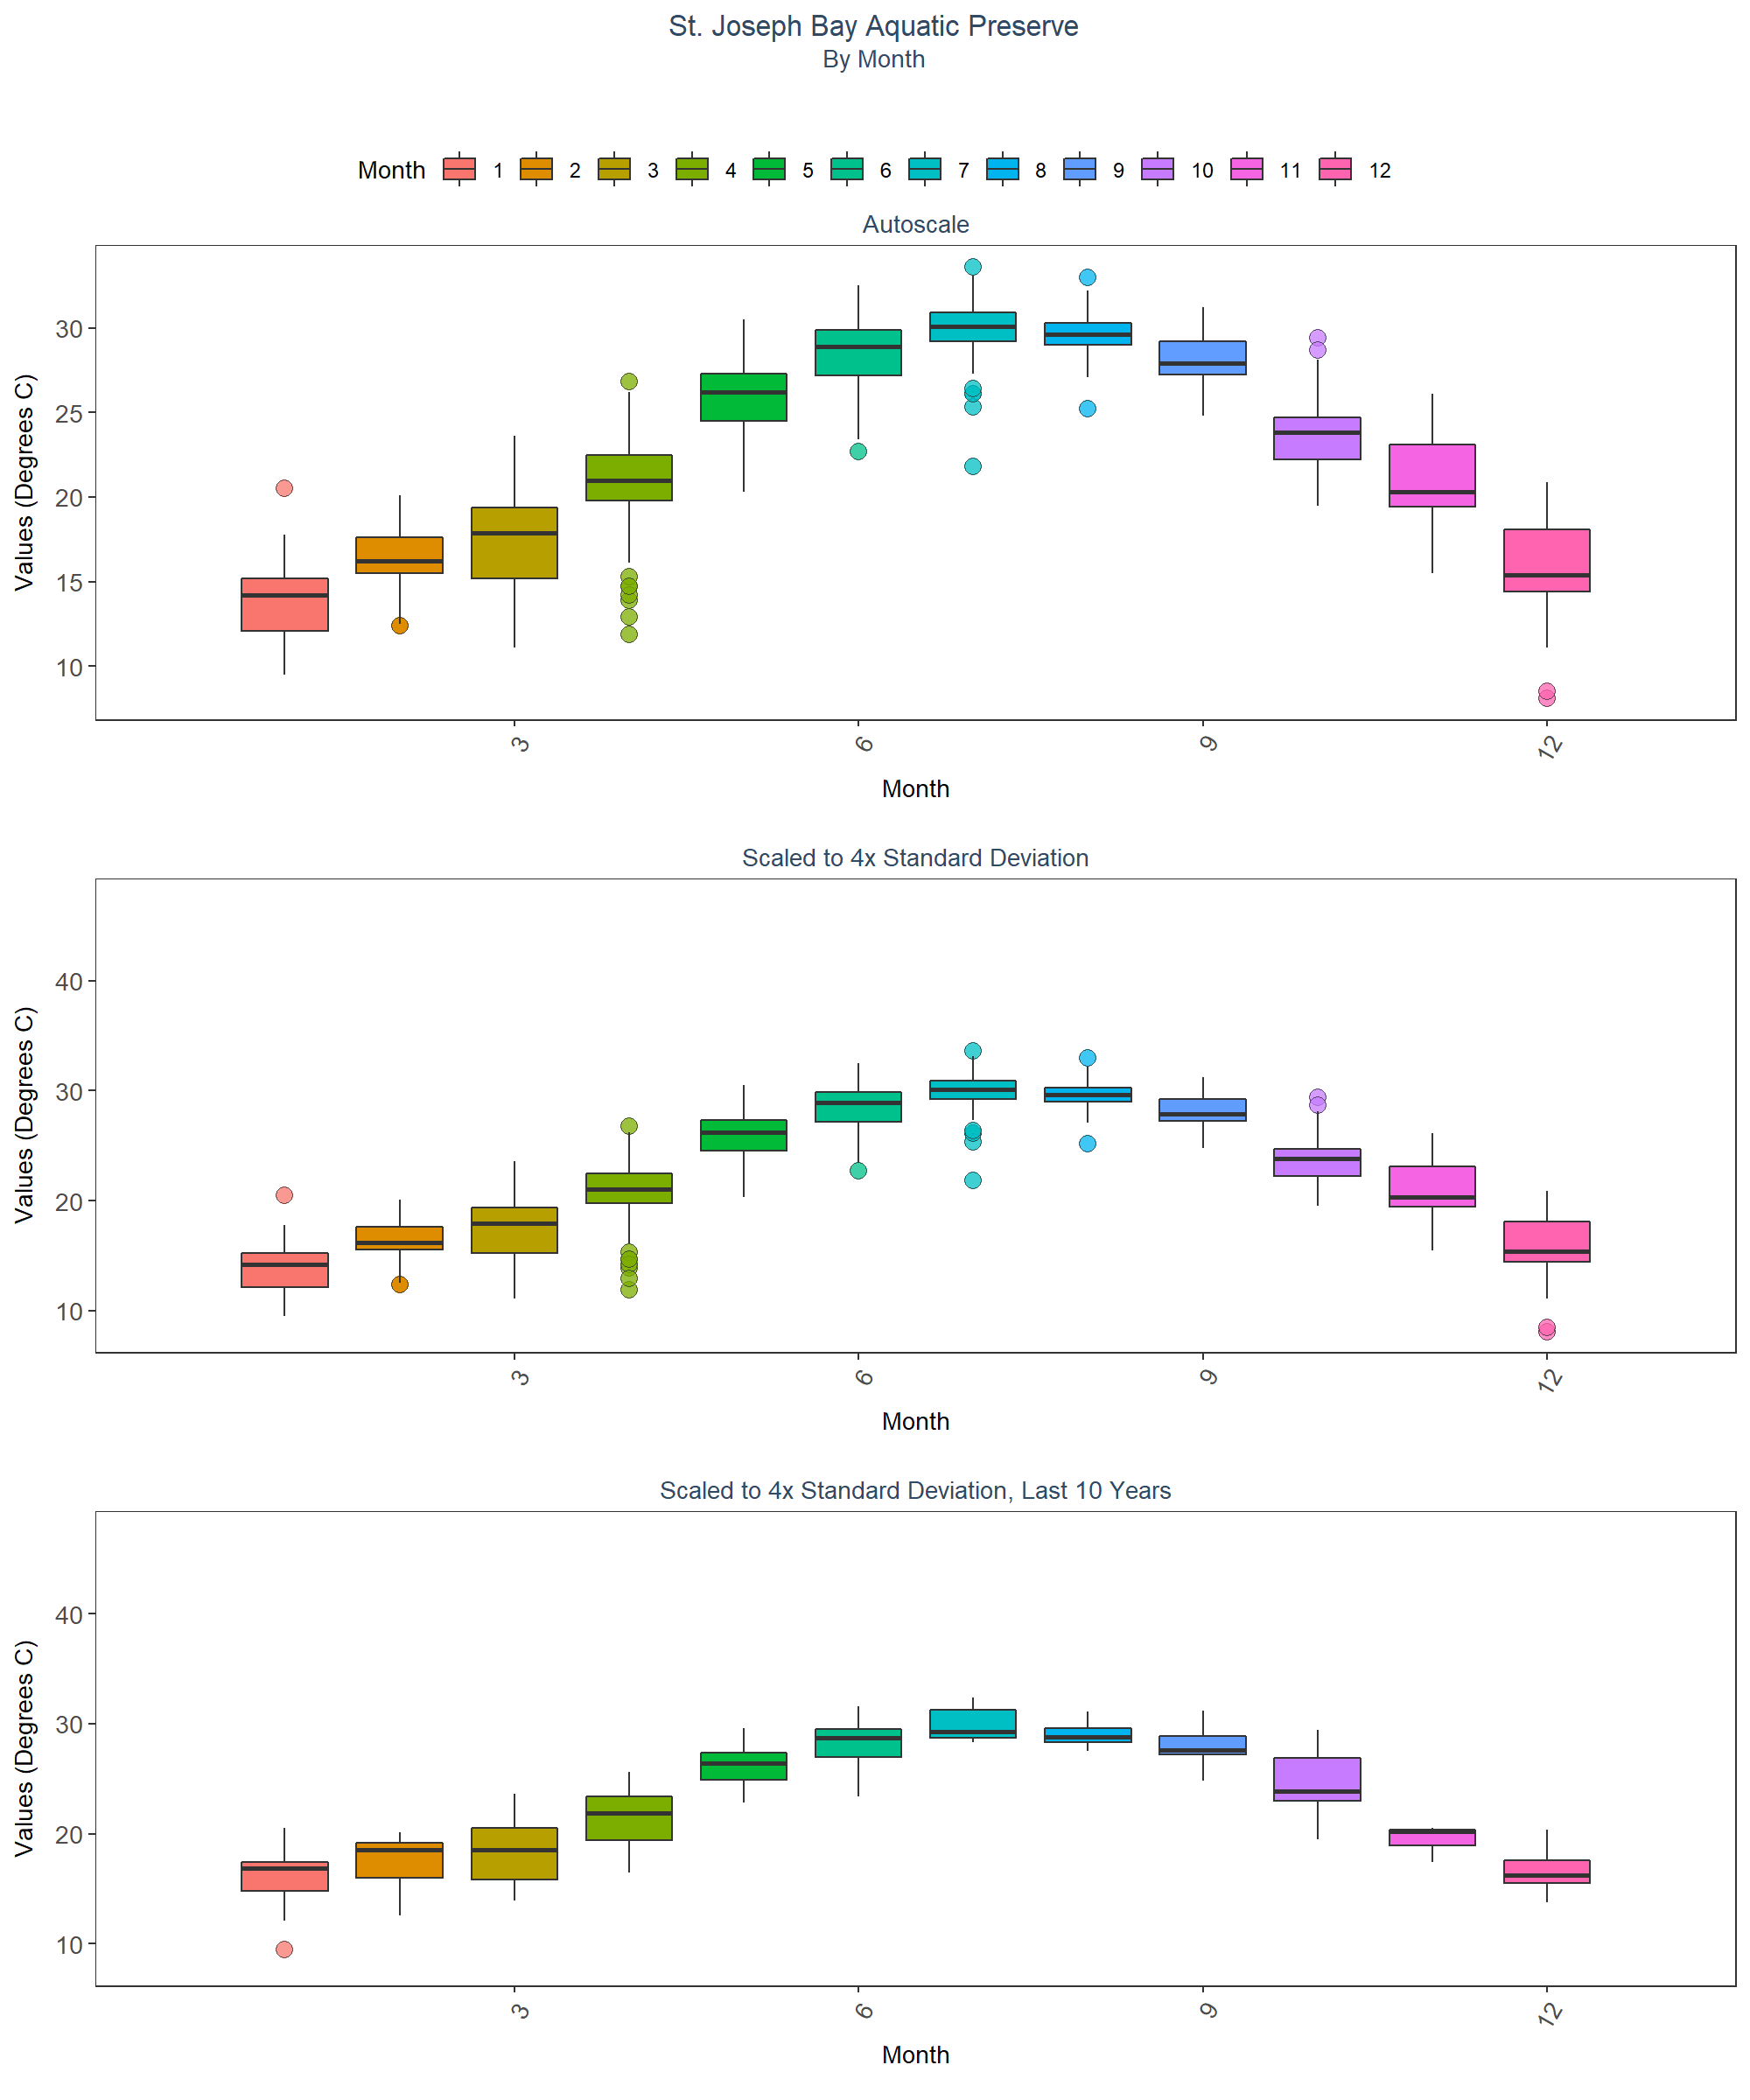 St. Joseph Bay Aquatic Preserve
By Month
Month 1 2 3 4 5 6 7 8 9 10 11 12
Autoscale
Values (Degrees C)
30
25
20
15
10
3 6 9 12
Month
Scaled to 4x Standard Deviation
Values (Degrees C)
40
30
20
10
3 6 9 12
Month
Scaled to 4x Standard Deviation, Last 10 Years
Values (Degrees C)
40
30
20
10
3 6 9 12
Month